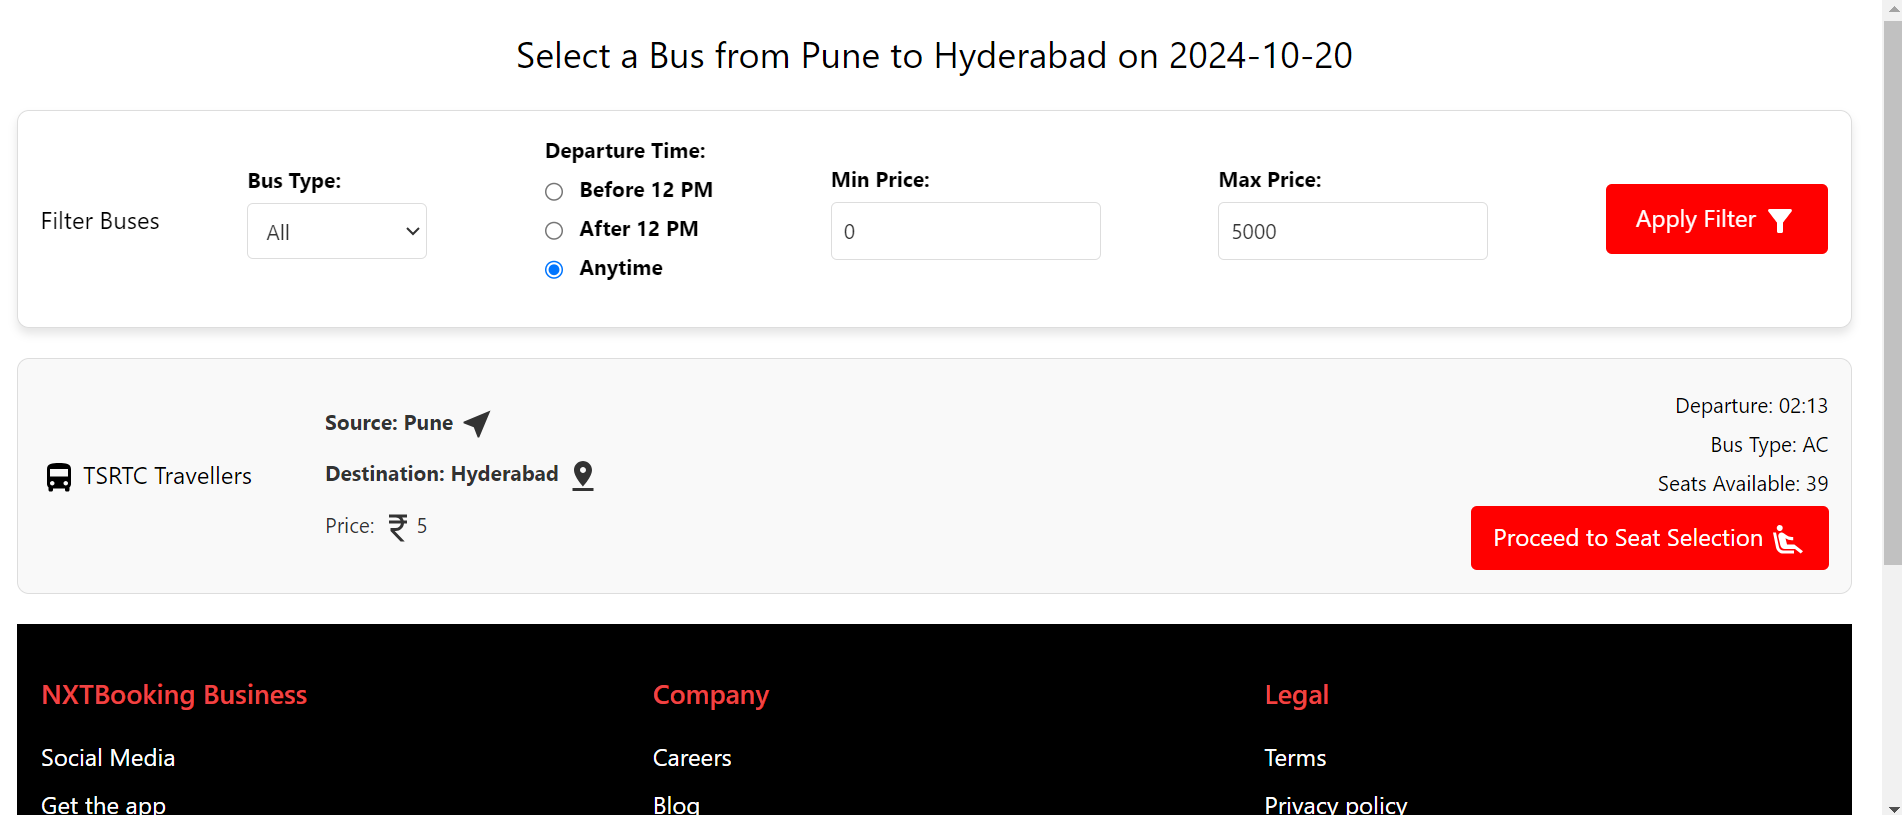 Select a Bus from Pune to Hyderabad on 2024-10-20
Filter Buses
Bus Type:
All
Departure Time:
Before 12 PM
After 12 PM
Anytime
Min Price:
0
Max Price:
5000
Apply Filter
TSRTC Travellers
Source: Pune
Destination: Hyderabad
Price: ₹ 5
Departure: 02:13
Bus Type: AC
Seats Available: 39
Proceed to Seat Selection
NXTBooking Business
Social Media
Get the app
Company
Careers
Blog
Legal
Terms
Privacy policy